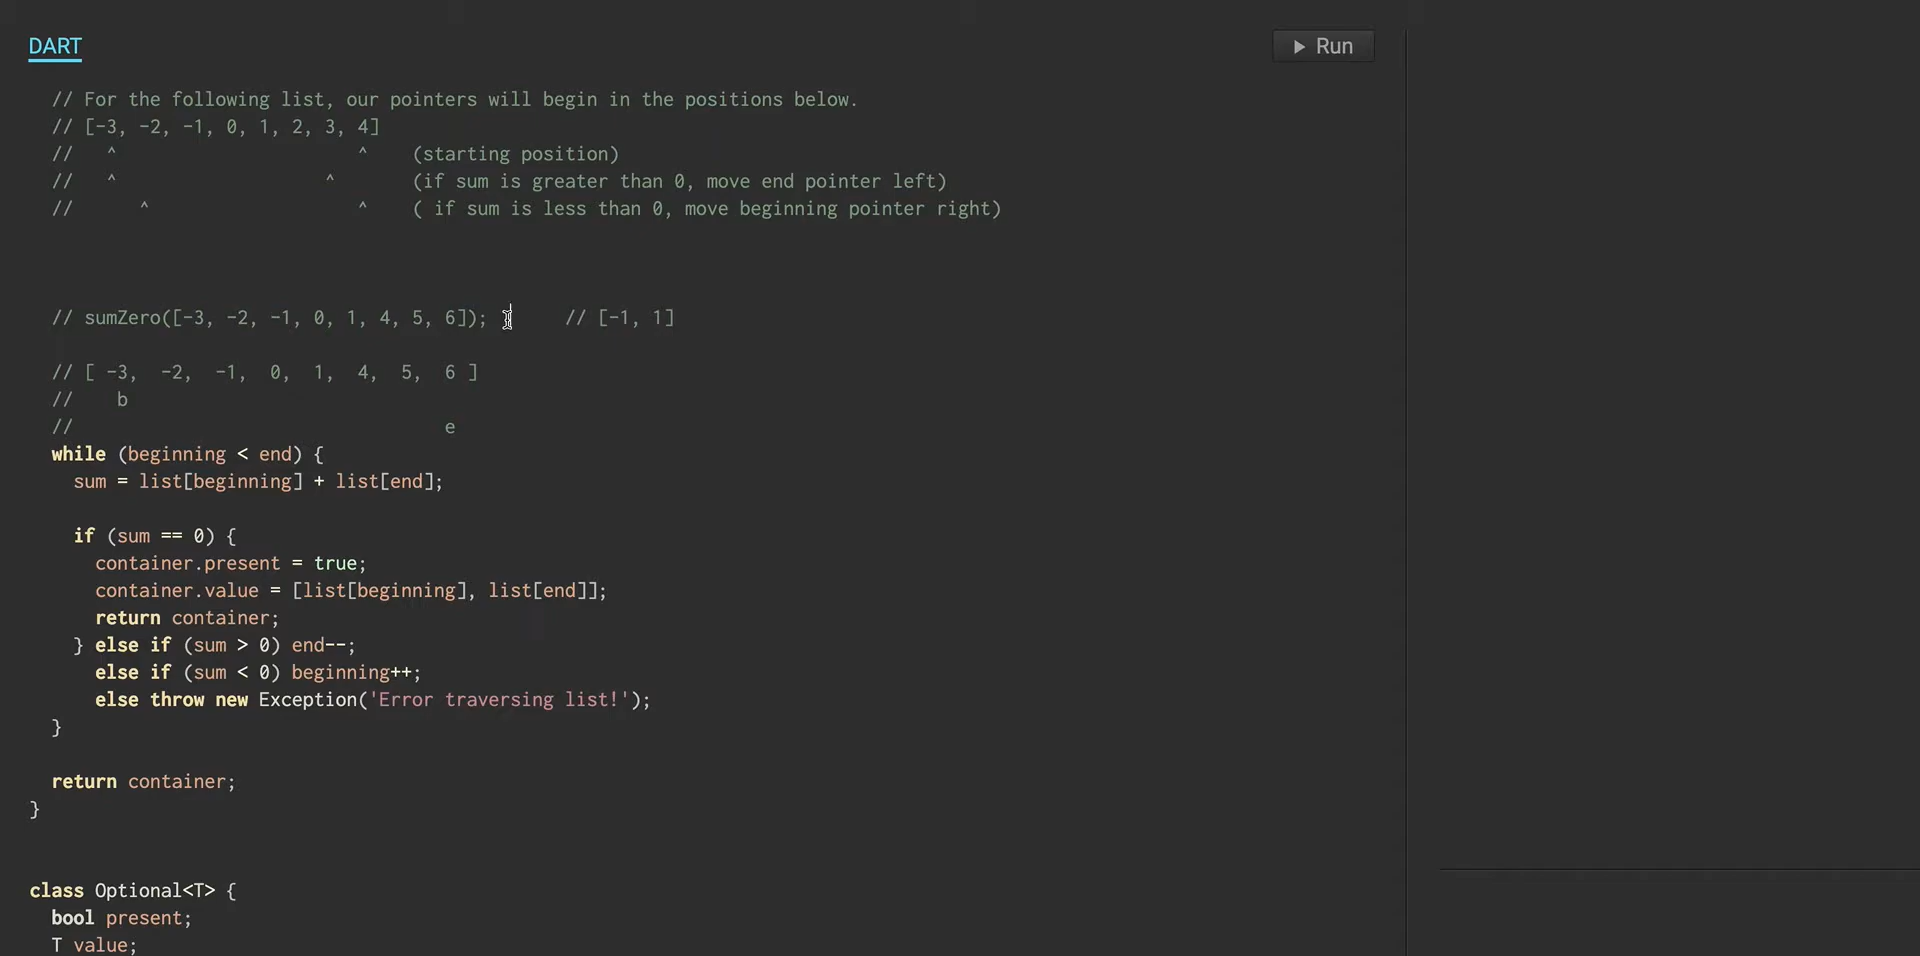 DART
Run
// For the following list, our pointers will begin in the positions below.
// [-3, -2, -1, 0, 1, 2, 3, 4]
//   ^                      ^    (starting position)
//   ^                   ^       (if sum is greater than 0, move end pointer left)
//      ^                   ^    ( if sum is less than 0, move beginning pointer right)
// sumZero([-3, -2, -1, 0, 1, 4, 5, 6]);       // [-1, 1]
// [ -3,  -2,  -1,  0,  1,  4,  5,  6 ]
//    b
//                                  e
while (beginning < end) {
sum = list[beginning] + list[end];
if (sum == 0) {
container.present = true;
container.value = [list[beginning], list[end]];
return container;
} else if (sum > 0) end--;
else if (sum < 0) beginning++;
else throw new Exception('Error traversing list!');
}
return container;
}
class Optional<T> {
bool present;
T value;